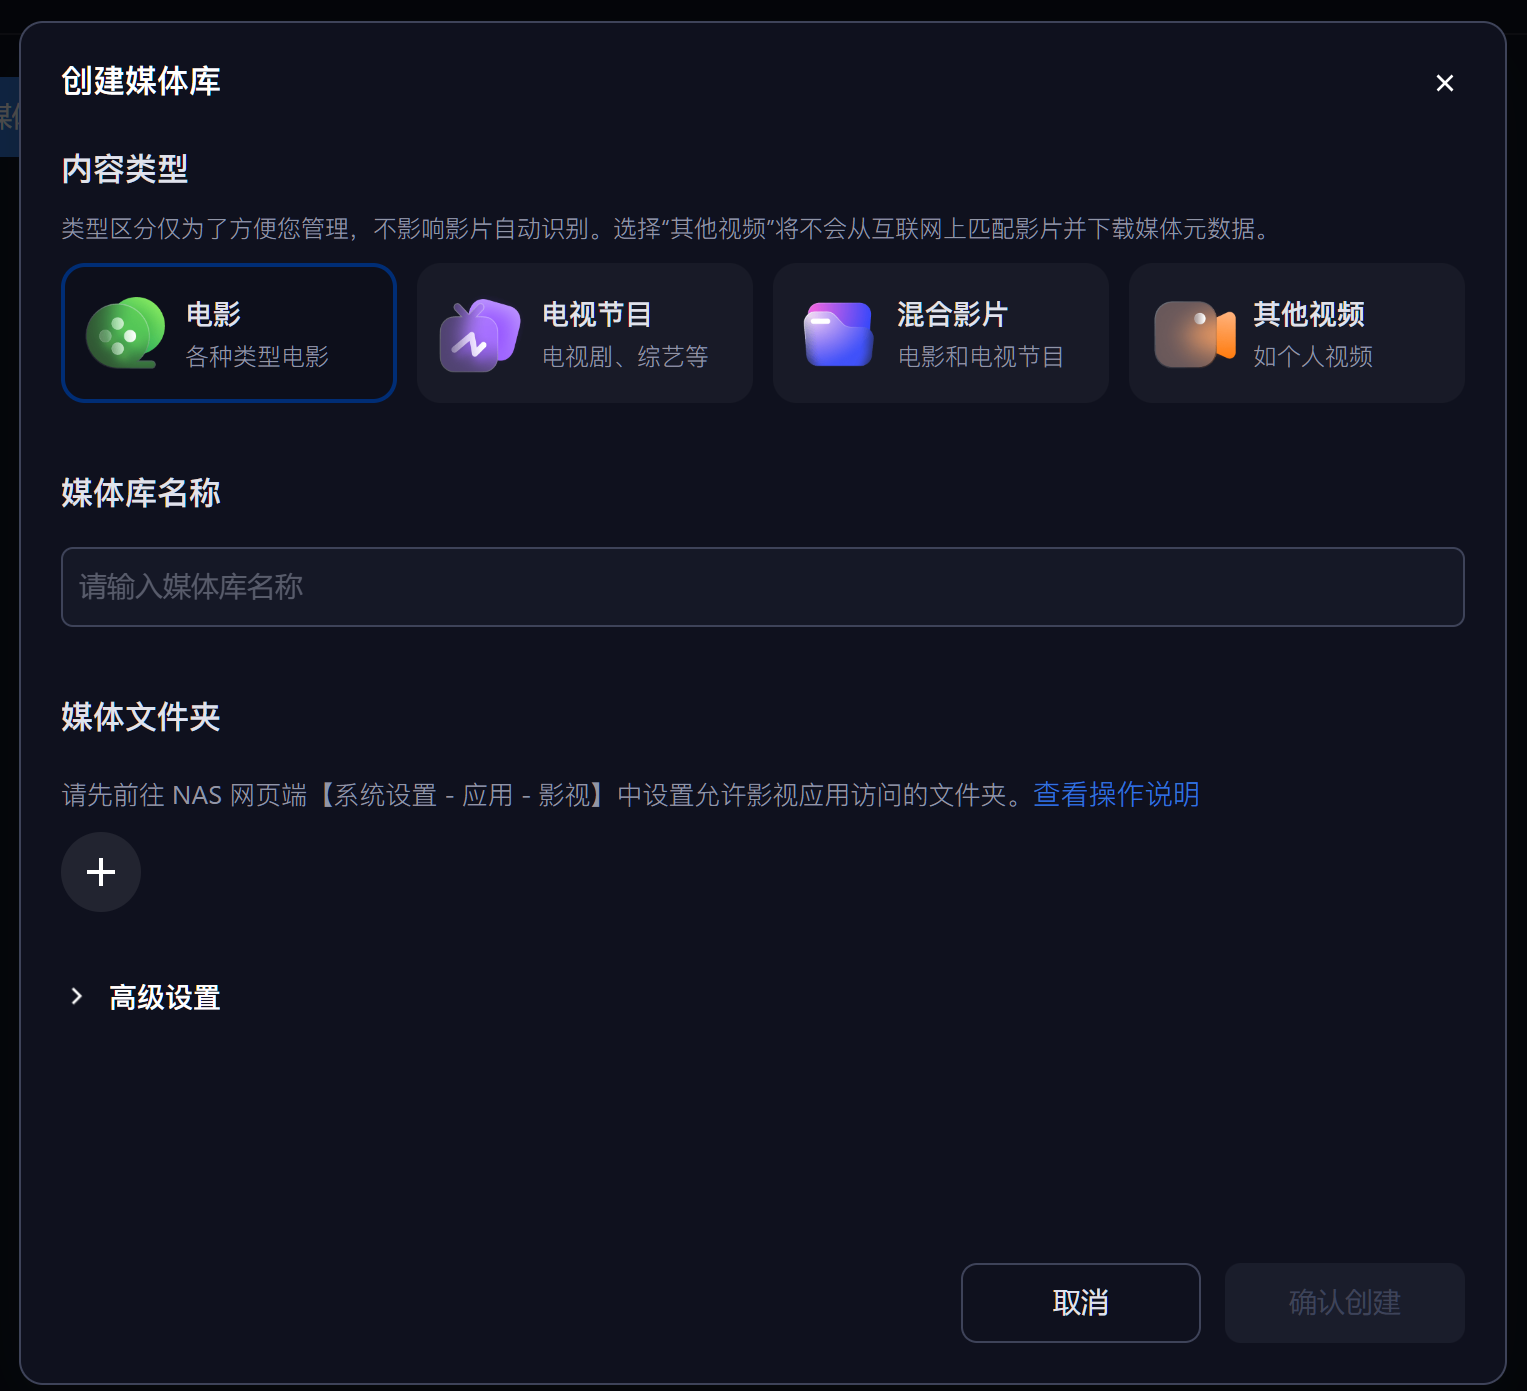 创建媒体库
内容类型
类型区分仅为了方便您管理，不影响影片自动识别。选择“其他视频”将不会从互联网上匹配影片并下载媒体元数据。
电影
各种类型电影
电视节目
电视剧、综艺等
混合影片
电影和电视节目
其他视频
如个人视频
媒体库名称
请输入媒体库名称
媒体文件夹
请先前往 NAS 网页端【系统设置 - 应用 - 影视】中设置允许影视应用访问的文件夹。查看操作说明
高级设置
取消
确认创建